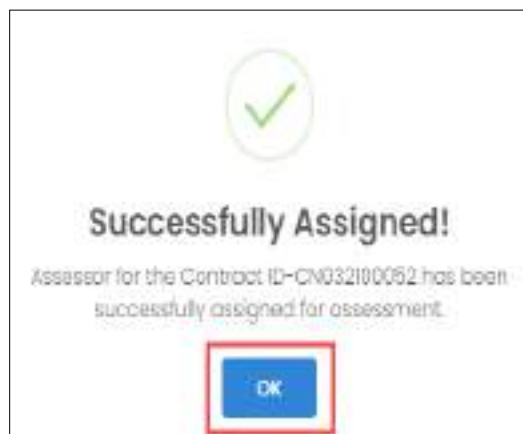 Successfully Assigned!
Assessor for the Contract ID-CN032100052 has been
successfully assigned for assessment.
OK